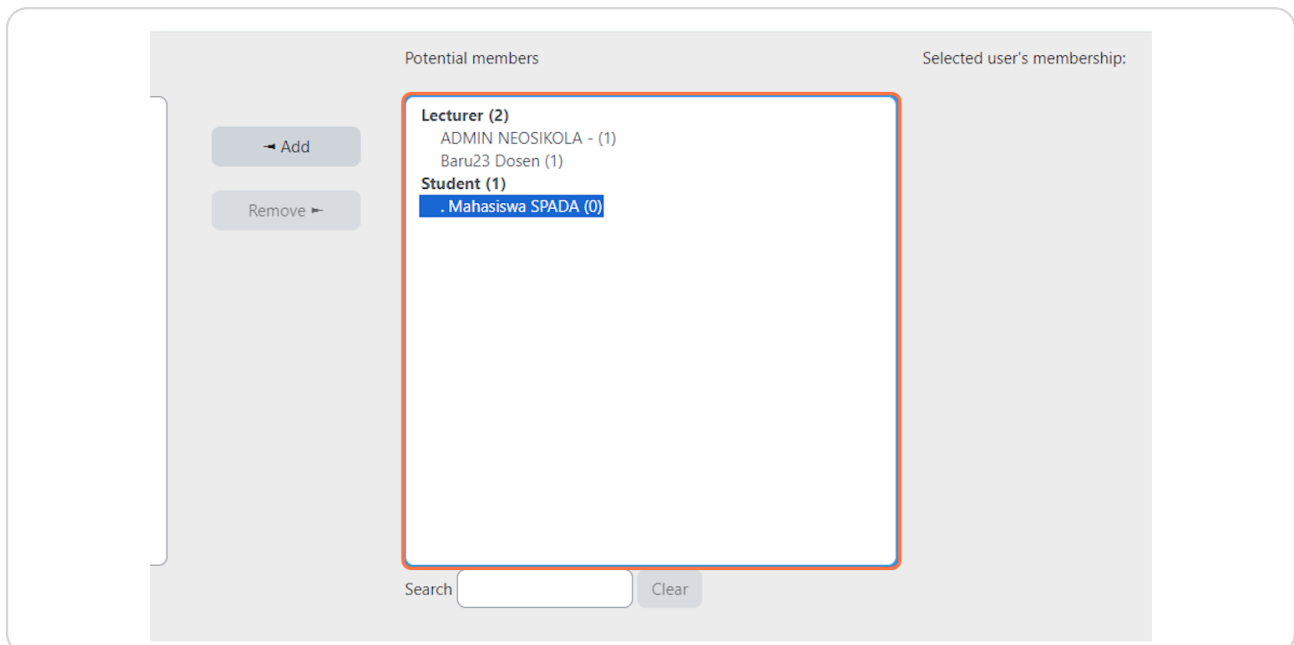 Potential members
Selected user's membership:
Lecturer (2)
ADMIN NEOSIKOLA - (1)
Baru23 Dosen (1)
Student (1)
. Mahasiswa SPADA (0)
Add
Remove
Search
Clear